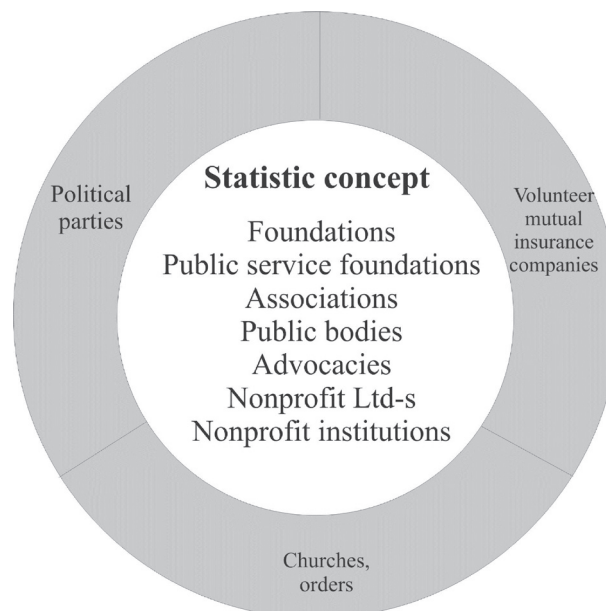 Statistic concept
Foundations
Public service foundations
Associations
Public bodies
Advocacies
Nonprofit Ltd-s
Nonprofit institutions
Political
parties
Volunteer
mutual
insurance
companies
Churches,
orders